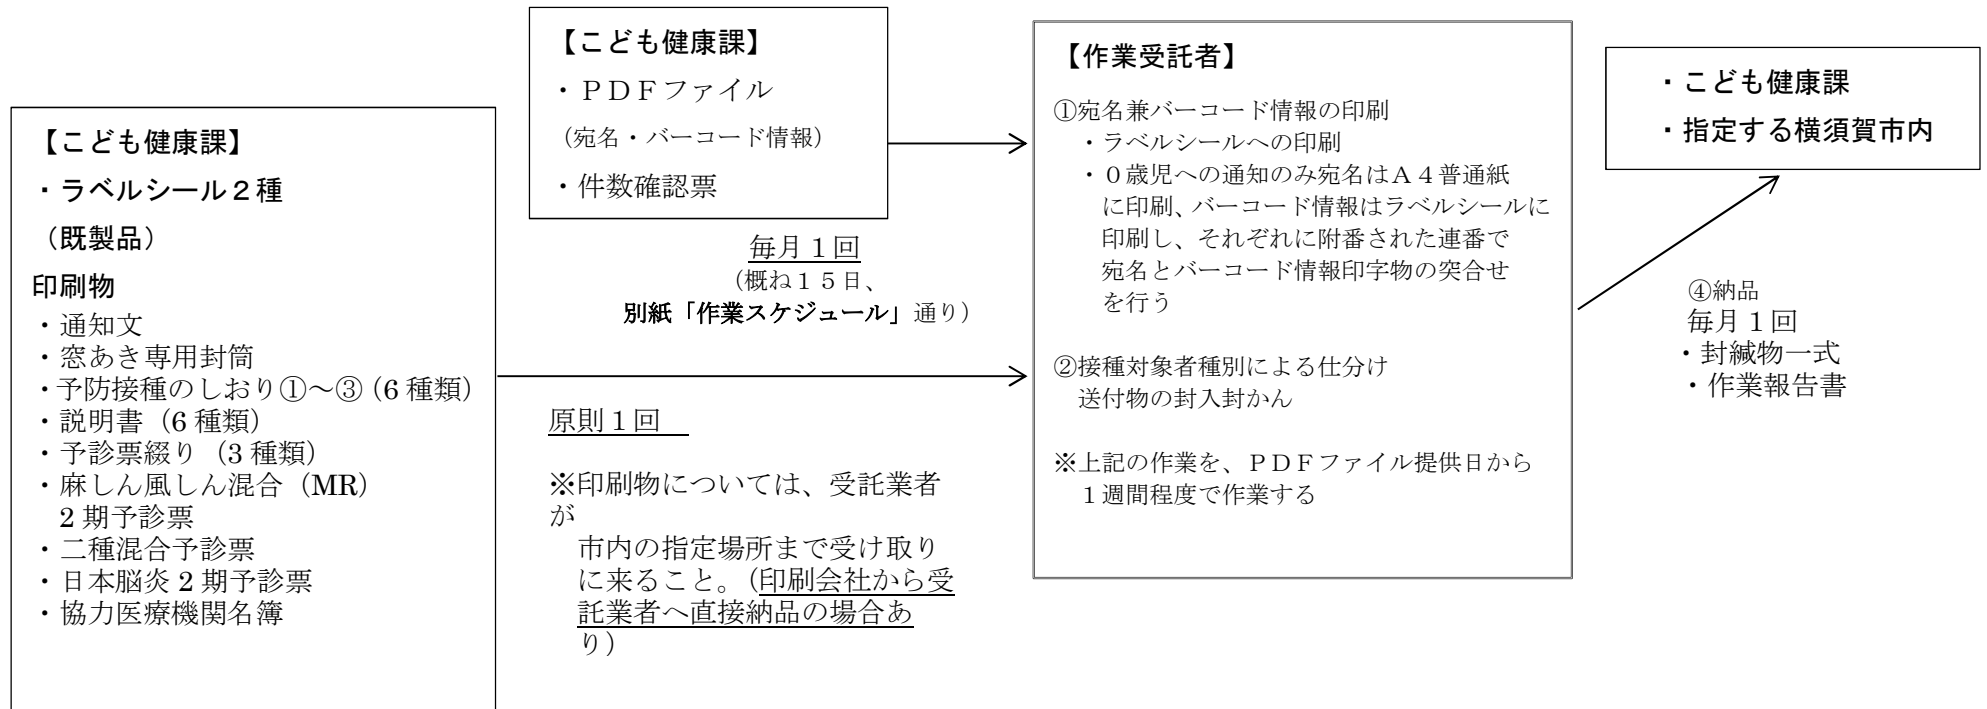 【こども健康課】
・ラベルシール２種
（既製品）
印刷物
・通知文
・窓あき専用封筒
・予防接種のしおり①～③（6 種類）
・説明書（6 種類）
・予診票綴り（3 種類）
・麻しん風しん混合（MR）
2 期予診票
・二種混合予診票
・日本脳炎 2 期予診票
・協力医療機関名簿
【こども健康課】
・ＰＤＦファイル
（宛名・バーコード情報）
・件数確認票
毎月１回
（概ね１５日、
別紙「作業スケジュール」通り）
原則１回
※印刷物については、受託業者
が
市内の指定場所まで受け取り
に来ること。（印刷会社から受
託業者へ直接納品の場合あ
り）
【作業受託者】
①宛名兼バーコード情報の印刷
・ラベルシールへの印刷
・０歳児への通知のみ宛名はＡ４普通紙
に印刷、バーコード情報はラベルシールに
印刷し、それぞれに附番された連番で
宛名とバーコード情報印字物の突合せ
を行う
②接種対象者種別による仕分け
送付物の封入封かん
※上記の作業を、ＰＤＦファイル提供日から
１週間程度で作業する
・こども健康課
・指定する横須賀市内
④納品
毎月１回
・封緘物一式
・作業報告書